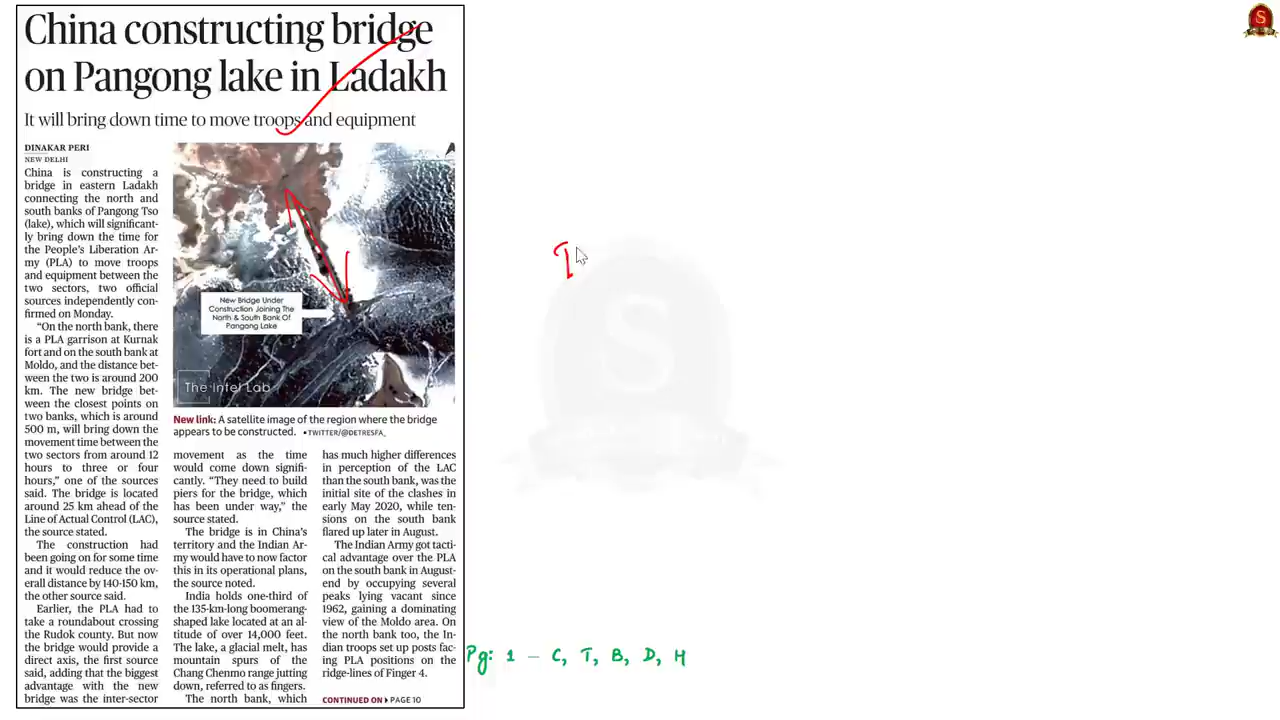 China constructing bridge
on Pangong lake in Ladakh
It will bring down time to move troops and equipment
DINAKAR PERI
NEW DELHI
China is constructing a
bridge in eastern Ladakh
connecting the north and
south banks of Pangong Tso
(lake), which will significant-
ly bring down the time for
the People's Liberation Ar-
my (PLA) to move troops
and equipment between the
two sectors, two official
sources independently con-
firmed on Monday.
"On the north bank, there
is a PLA garrison at Kurnak
fort and on the south bank at
Moldo, and the distance bet-
ween the two is around 200
km. The new bridge bet-
ween the closest points on
two banks, which is around
500 m, will bring down the
movement time between the
two sectors from around 12
hours to three or four
hours," one of the sources
said. The bridge is located
around 25 km ahead of the
Line of Actual Control (LAC),
the source stated.
The construction had
been going on for some time
and it would reduce the ov-
erall distance by 140-150 km,
the other source said.
Earlier, the PLA had to
take a roundabout crossing
the Rudok county. But now
the bridge would provide a
direct axis, the first source
said, adding that the biggest
advantage with the new
bridge was the inter-sector
New Bridge Under
Construction Joining The
North & South Bank Of
Pangong Lake
The Intel Lab
New link: A satellite image of the region where the bridge
appears to be constructed. • TWITTER/@DETRESFA_
movement as the time
would come down signifi-
cantly. "They need to build
piers for the bridge, which
has been under way," the
source stated.
The bridge is in China's
territory and the Indian Ar-
my would have to now factor
this in its operational plans,
the source noted.
India holds one-third of
the 135-km-long boomerang-
shaped lake located at an al-
titude of over 14,000 feet.
The lake, a glacial melt, has
mountain spurs of the
Chang Chenmo range jutting
down, referred to as fingers.
The north bank, which
has much higher differences
in perception of the LAC
than the south bank, was the
initial site of the clashes in
early May 2020, while ten-
sions on the south bank
flared up later in August.
The Indian Army got tacti-
cal advantage over the PLA
on the south bank in August-
end by occupying several
peaks lying vacant since
1962, gaining a dominating
view of the Moldo area. On
the north bank too, the In-
dian troops set up posts fac-
ing PLA positions on the
ridge-lines of Finger 4.
CONTINUED ON ▶ PAGE 10
Pg: 1 – C, T, B, D, H
S
S